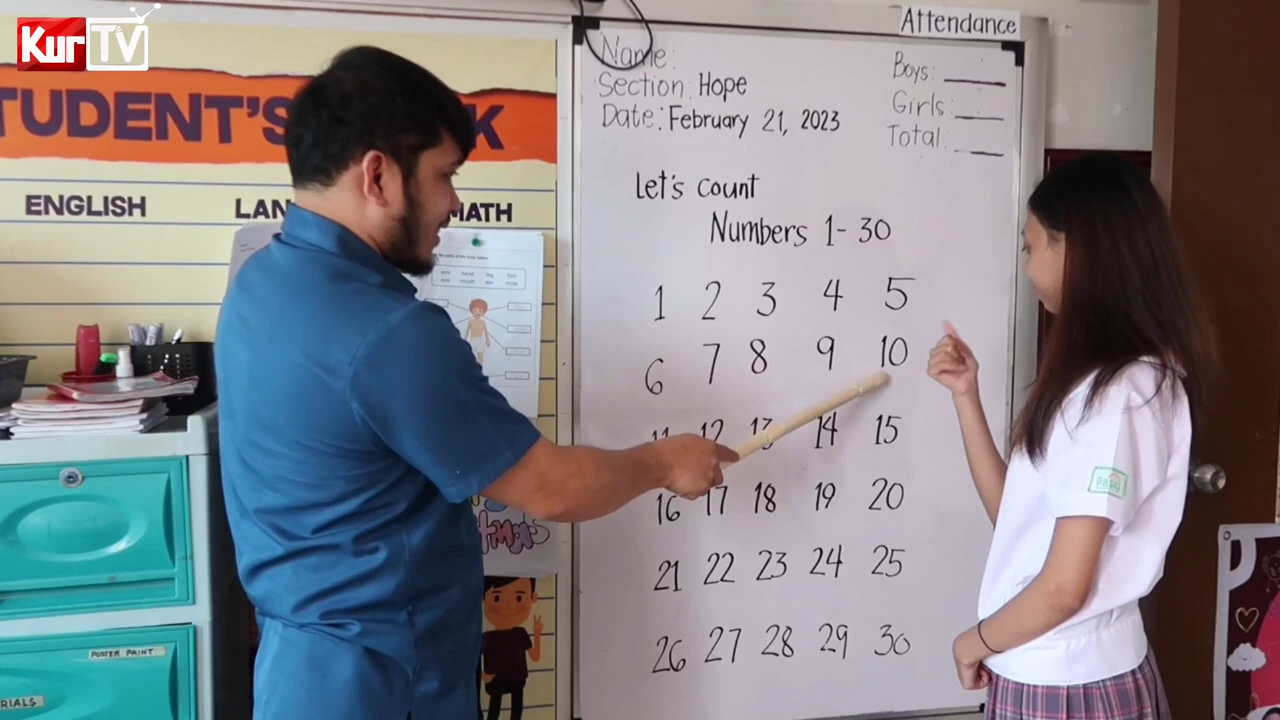 KurTV
Attendance
Name:
Section: Hope
Date: February 21, 2023
Boys:
Girls:
Total:
TUDENT'S
K
ENGLISH
LAN
MATH
Let's count
Numbers 1-30
1 2 3 4 5
6 7 8 9 10
11 12 13 14 15
16 17 18 19 20
21 22 23 24 25
26 27 28 29 30
POSTER PAINT
RIALS